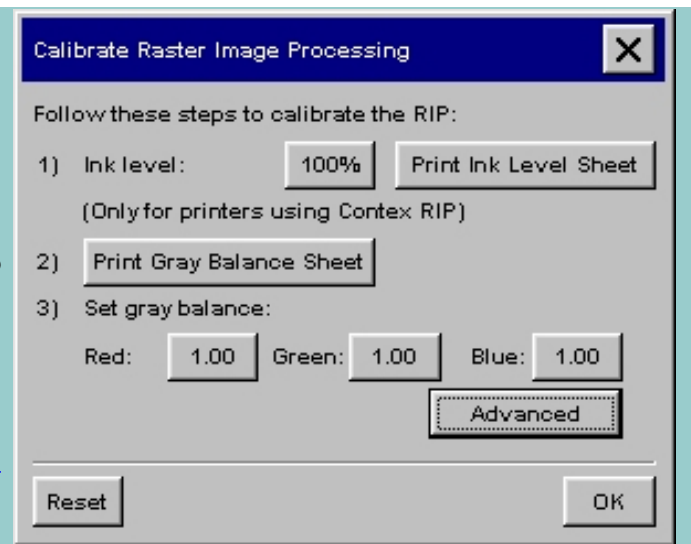 Calibrate Raster Image Processing
Follow these steps to calibrate the RIP:
1) Ink level: 100% Print Ink Level Sheet
(Only for printers using Contex RIP)
2) Print Gray Balance Sheet
3) Set gray balance:
Red: 1.00 Green: 1.00 Blue: 1.00
Advanced
Reset OK